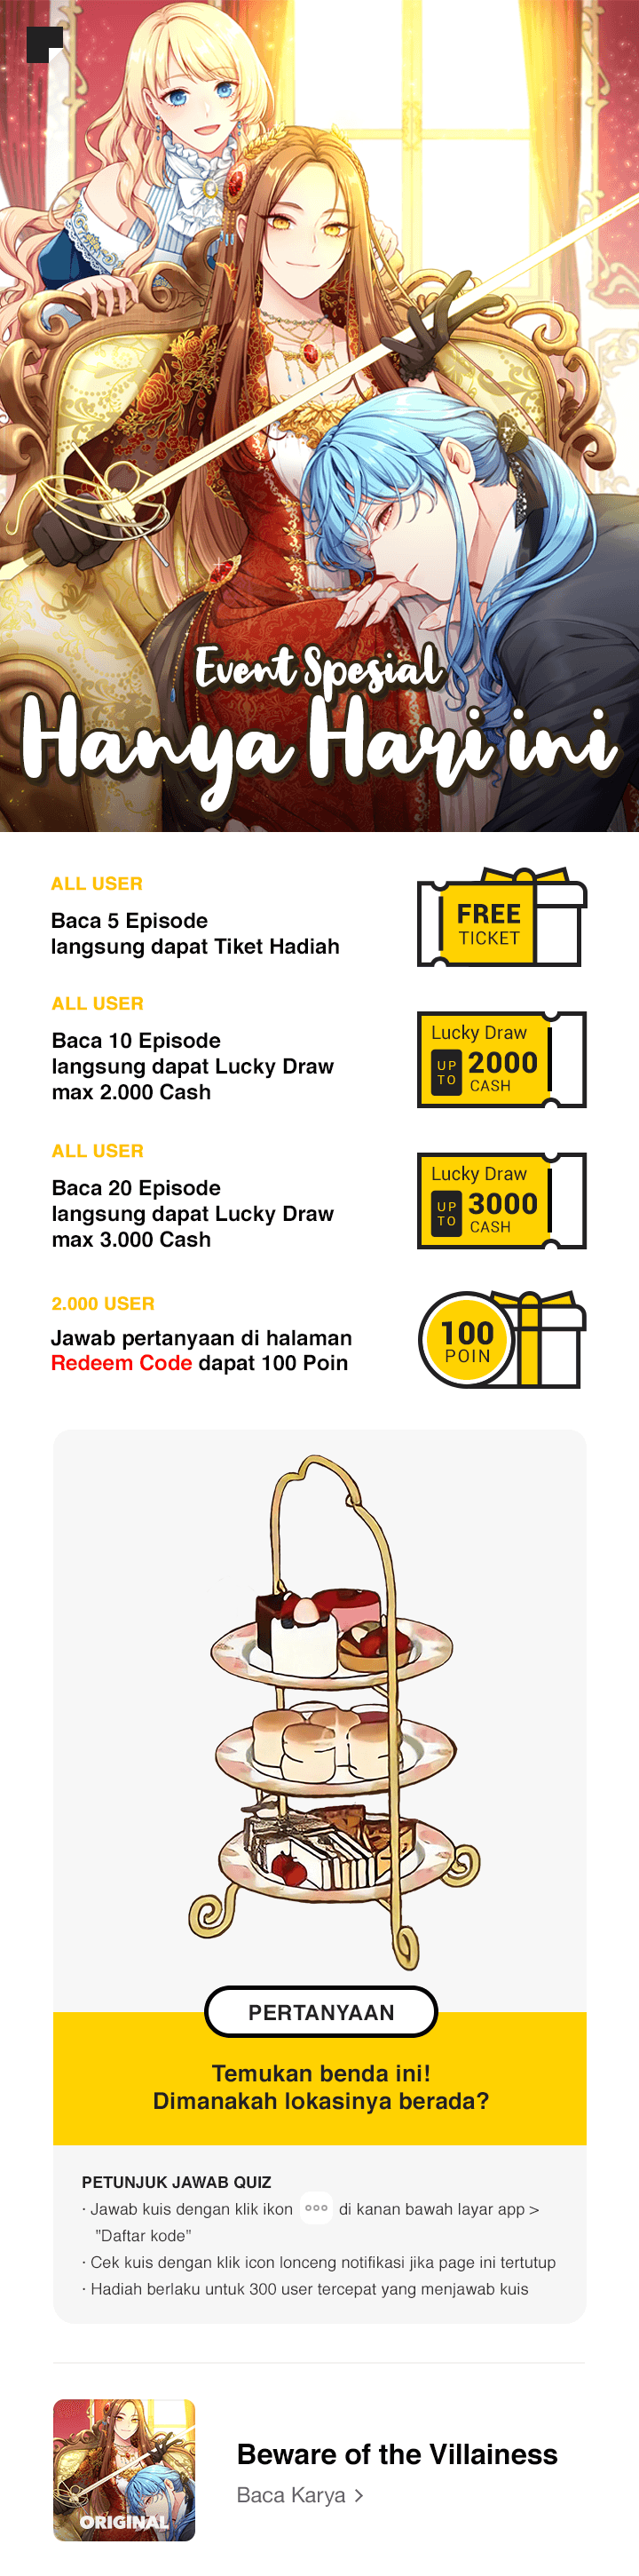 Event Spesial
Hanya Hari ini
ALL USER
Baca 5 Episode
langsung dapat Tiket Hadiah
FREE
TICKET
ALL USER
Baca 10 Episode
langsung dapat Lucky Draw
max 2.000 Cash
Lucky Draw
UP TO 2000
CASH
ALL USER
Baca 20 Episode
langsung dapat Lucky Draw
max 3.000 Cash
Lucky Draw
UP TO 3000
CASH
2.000 USER
Jawab pertanyaan di halaman
Redeem Code dapat 100 Poin
100
POIN
PERTANYAAN
Temukan benda ini!
Dimanakah lokasinya berada?
PETUNJUK JAWAB QUIZ
· Jawab kuis dengan klik ikon ooo di kanan bawah layar app >
"Daftar kode"
· Cek kuis dengan klik icon lonceng notifikasi jika page ini tertutup
· Hadiah berlaku untuk 300 user tercepat yang menjawab kuis
ORIGINAL
Beware of the Villainess
Baca Karya >